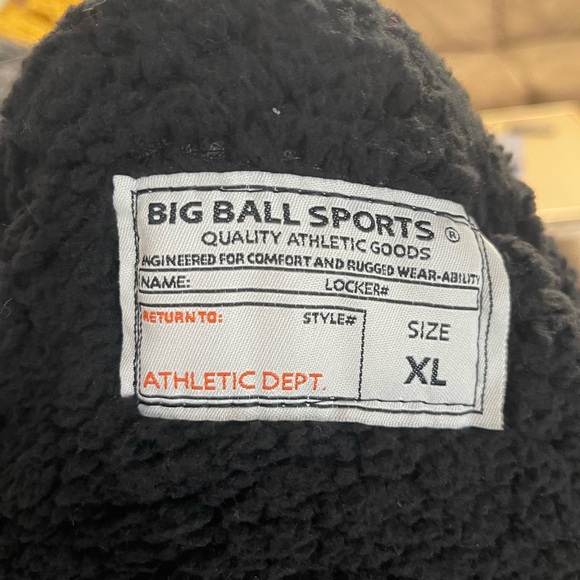 BIG BALL SPORTS ®
QUALITY ATHLETIC GOODS
ANGINEERED FOR COMFORT AND RUGGED WEAR-ABILITY
NAME: LOCKER#
RETURN TO: STYLE#
SIZE
XL
ATHLETIC DEPT.